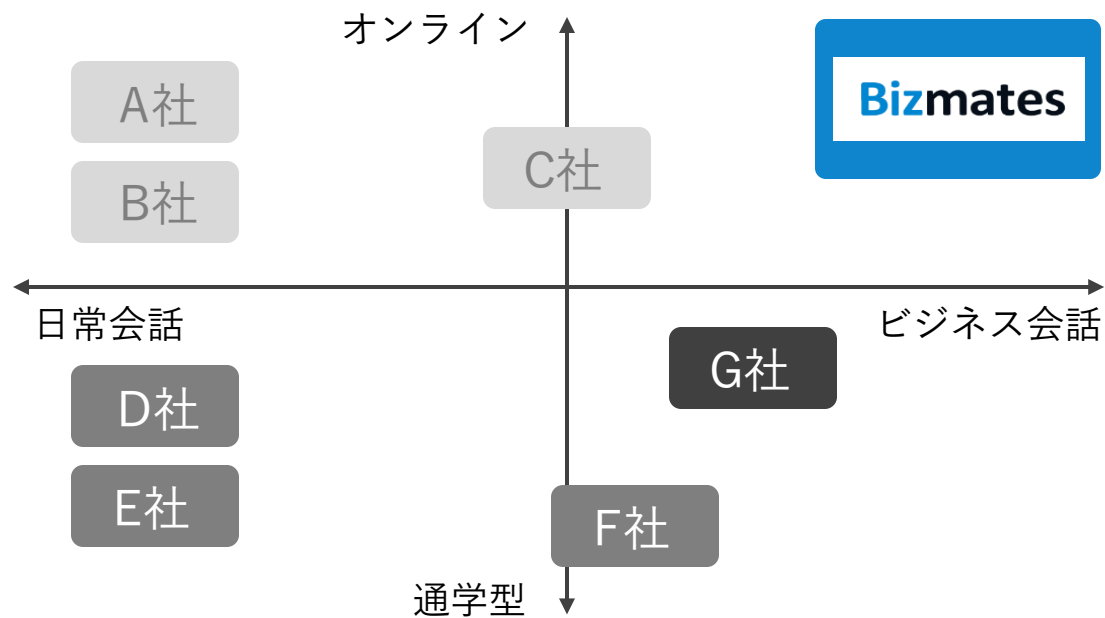 オンライン
Bizmates
A社
C社
B社
日常会話
ビジネス会話
G社
D社
E社
F社
通学型